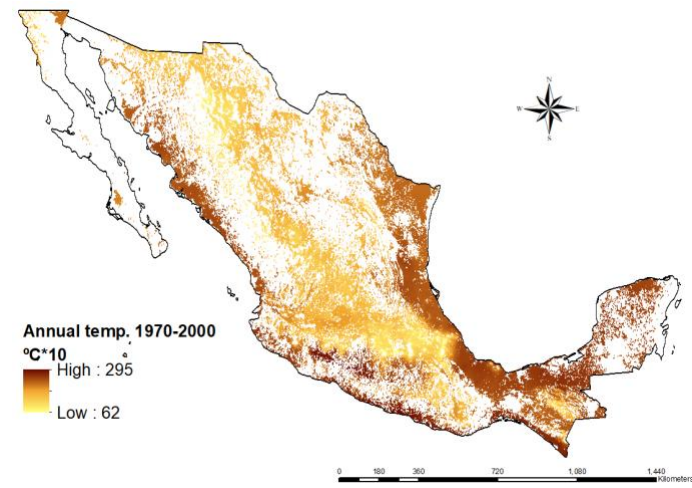 N
W E
S
Annual temp. 1970-2000
ºC*10
High : 295
Low : 62
0 180 360 720 1,080 1,440
Kilometers